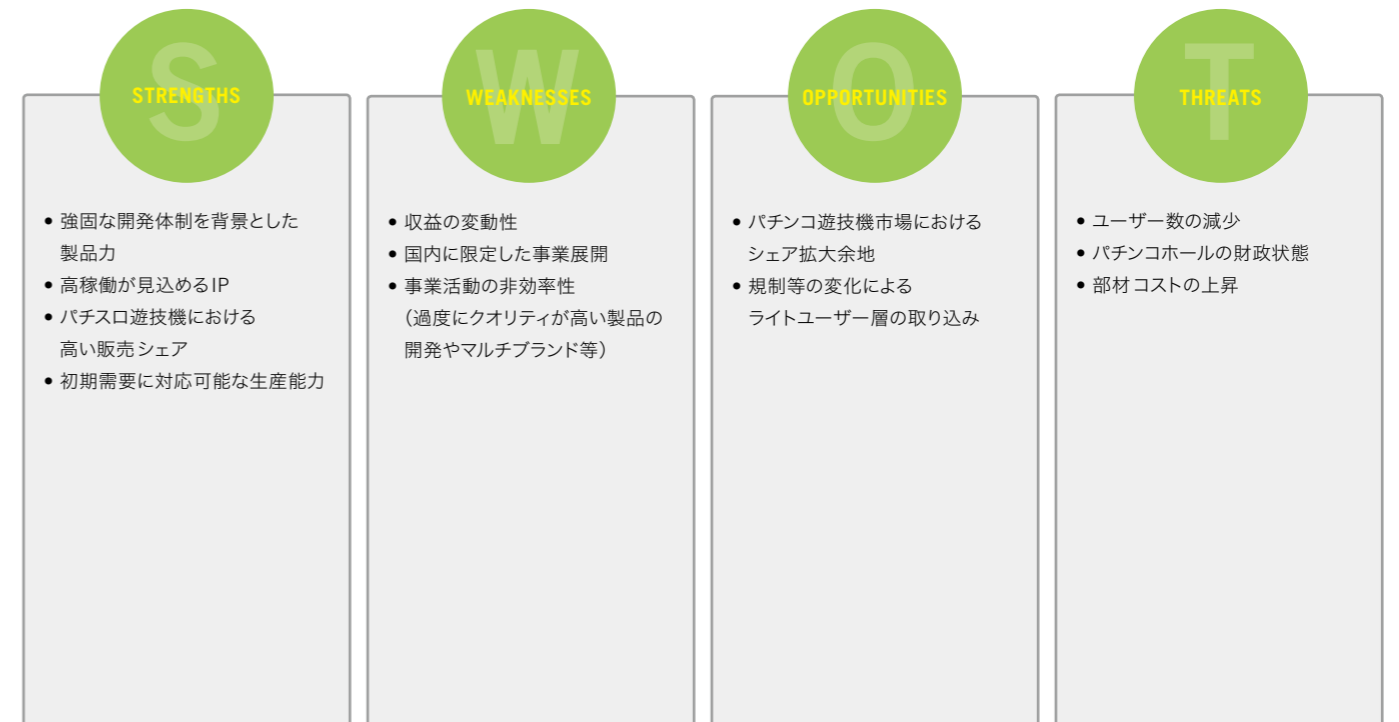 S
STRENGTHS
• 強固な開発体制を背景とした
製品力
• 高稼働が見込めるIP
• パチスロ遊技機における
高い販売シェア
• 初期需要に対応可能な生産能力
W
WEAKNESSES
• 収益の変動性
• 国内に限定した事業展開
• 事業活動の非効率性
（過度にクオリティが高い製品の
開発やマルチブランド等）
O
OPPORTUNITIES
• パチンコ遊技機市場における
シェア拡大余地
• 規制等の変化による
ライトユーザー層の取り込み
T
THREATS
• ユーザー数の減少
• パチンコホールの財政状態
• 部材コストの上昇